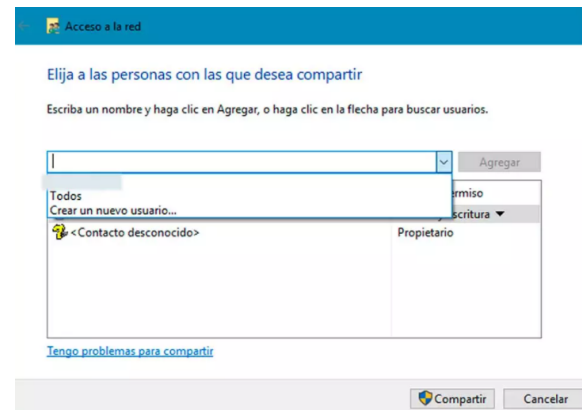 Acceso a la red
Elija a las personas con las que desea compartir
Escriba un nombre y haga clic en Agregar, o haga clic en la flecha para buscar usuarios.
Agregar
Todos
Crear un nuevo usuario...
<Contacto desconocido> Propietario
Tengo problemas para compartir
Compartir Cancelar